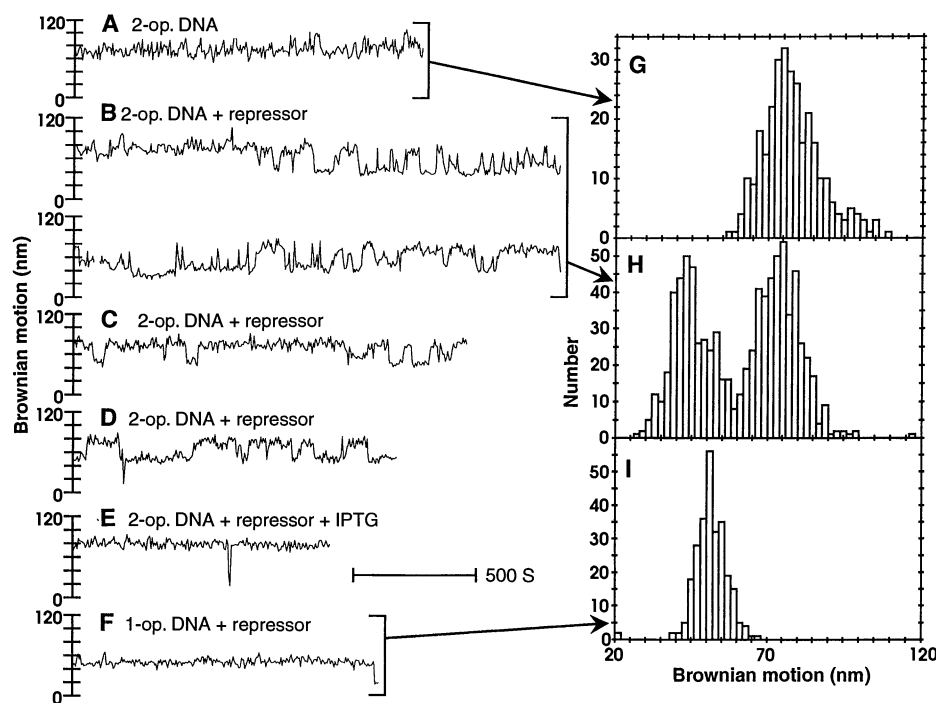 120
A 2-op. DNA
0
120
B 2-op. DNA + repressor
0
120
0
120
C 2-op. DNA + repressor
0
120
D 2-op. DNA + repressor
0
120
E 2-op. DNA + repressor + IPTG
500 S
0
120
F 1-op. DNA + repressor
0
Brownian motion (nm)
G
30
20
10
0
H
50
40
30
20
10
0
I
50
40
30
20
10
0
Number
20 70 120
Brownian motion (nm)